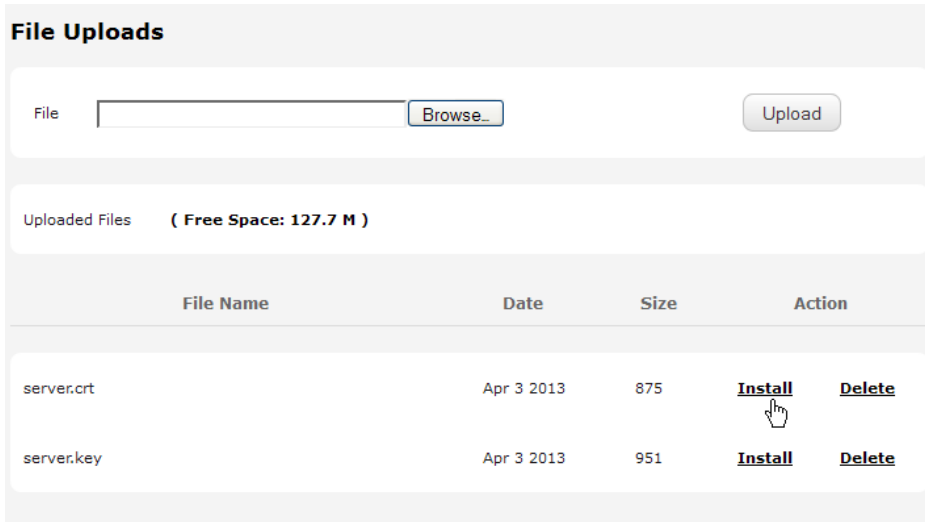 File Uploads
File Browse... Upload
Uploaded Files ( Free Space: 127.7 M )
File Name Date Size Action
server.crt Apr 3 2013 875 Install Delete
server.key Apr 3 2013 951 Install Delete